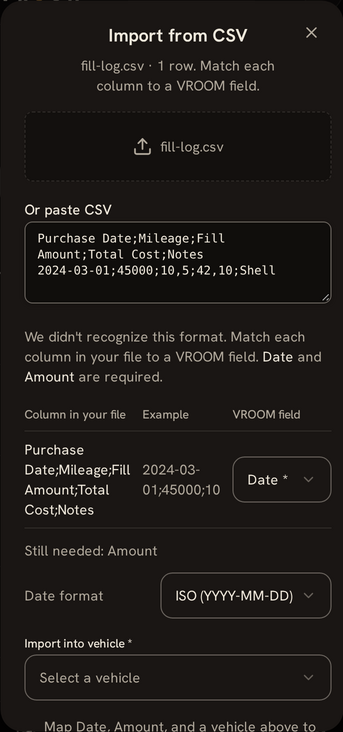 Import from CSV
fill-log.csv · 1 row. Match each
column to a VROOM field.
fill-log.csv
Or paste CSV
Purchase Date;Mileage;Fill
Amount;Total Cost;Notes
2024-03-01;45000;10,5;42,10;Shell
We didn't recognize this format. Match each
column in your file to a VROOM field. Date and
Amount are required.
Column in your file Example VROOM field
Purchase
Date;Mileage;Fill
Amount;Total
Cost;Notes
2024-03-
01;45000;10
Date *
Still needed: Amount
Date format ISO (YYYY-MM-DD)
Import into vehicle *
Select a vehicle
Map Date, Amount, and a vehicle above to